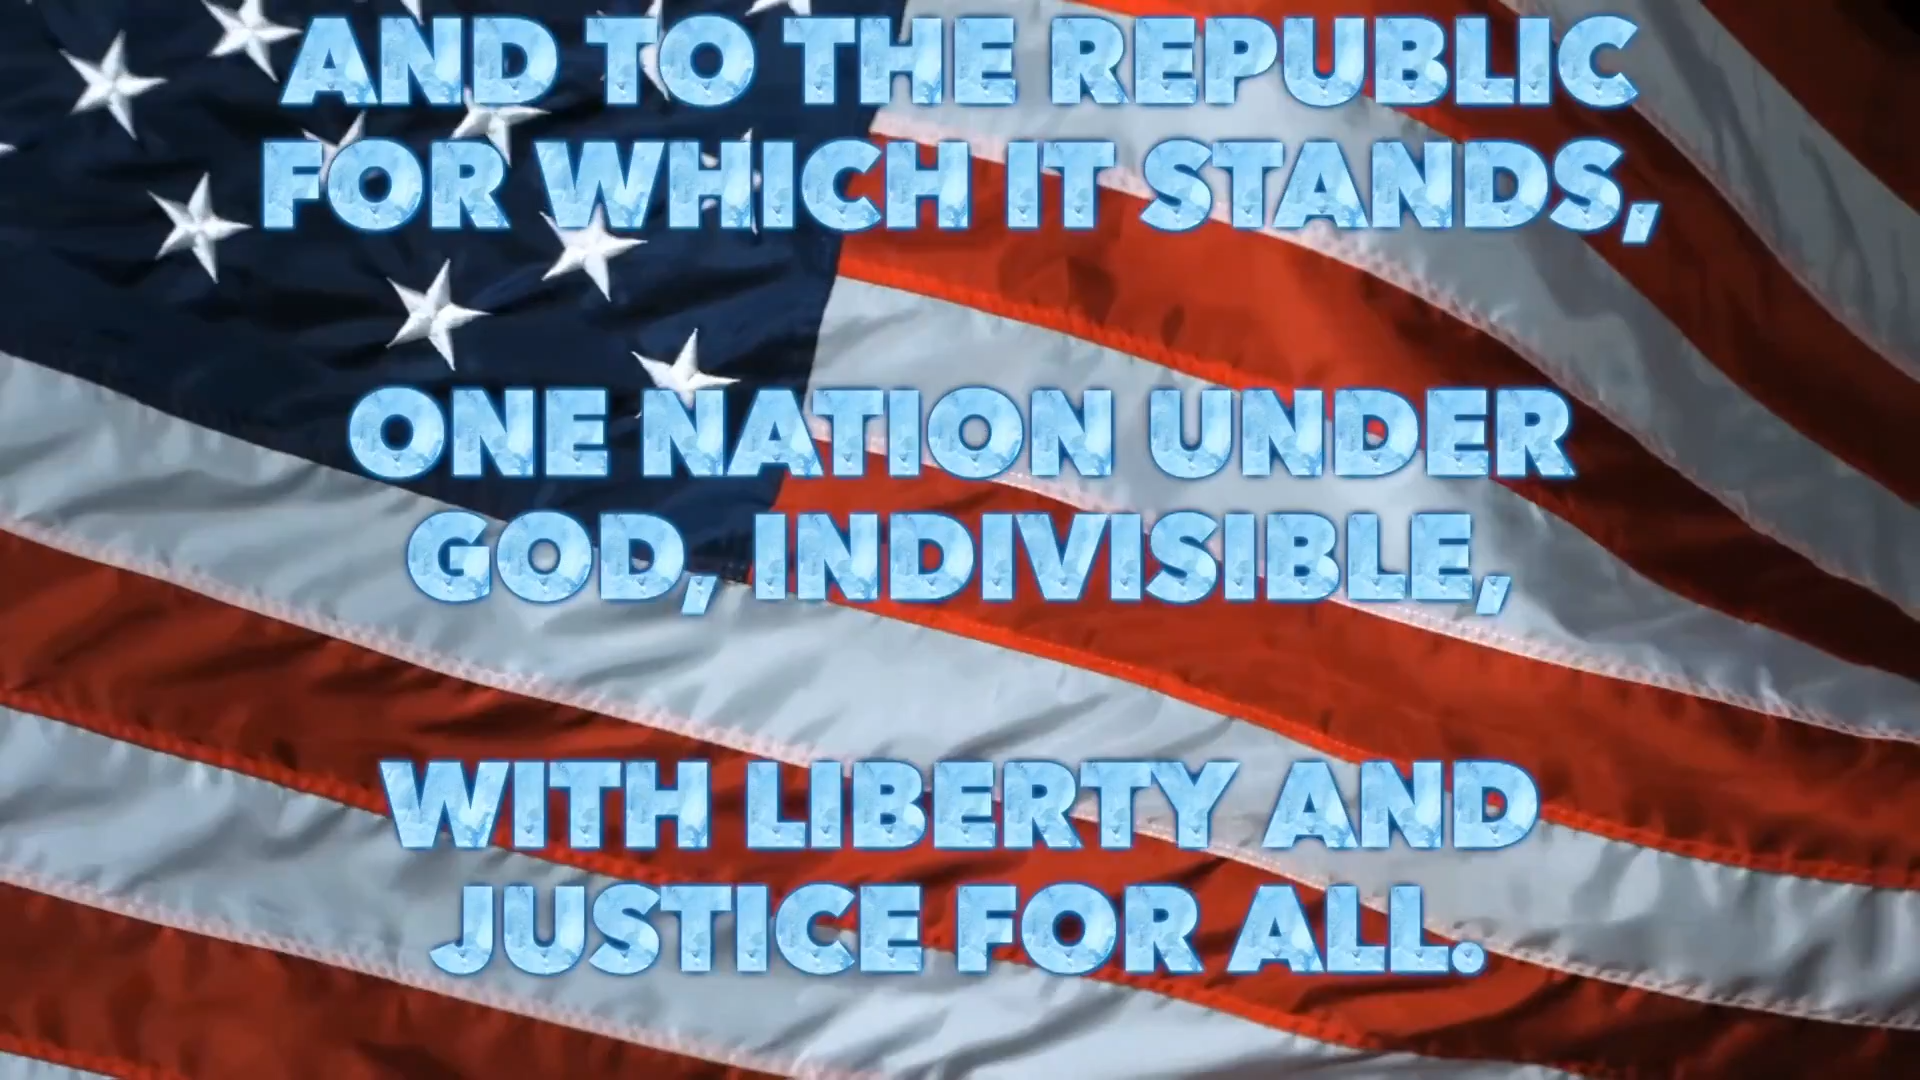 AND TO THE REPUBLIC
FOR WHICH IT STANDS,
ONE NATION UNDER
GOD, INDIVISIBLE,
WITH LIBERTY AND
JUSTICE FOR ALL.